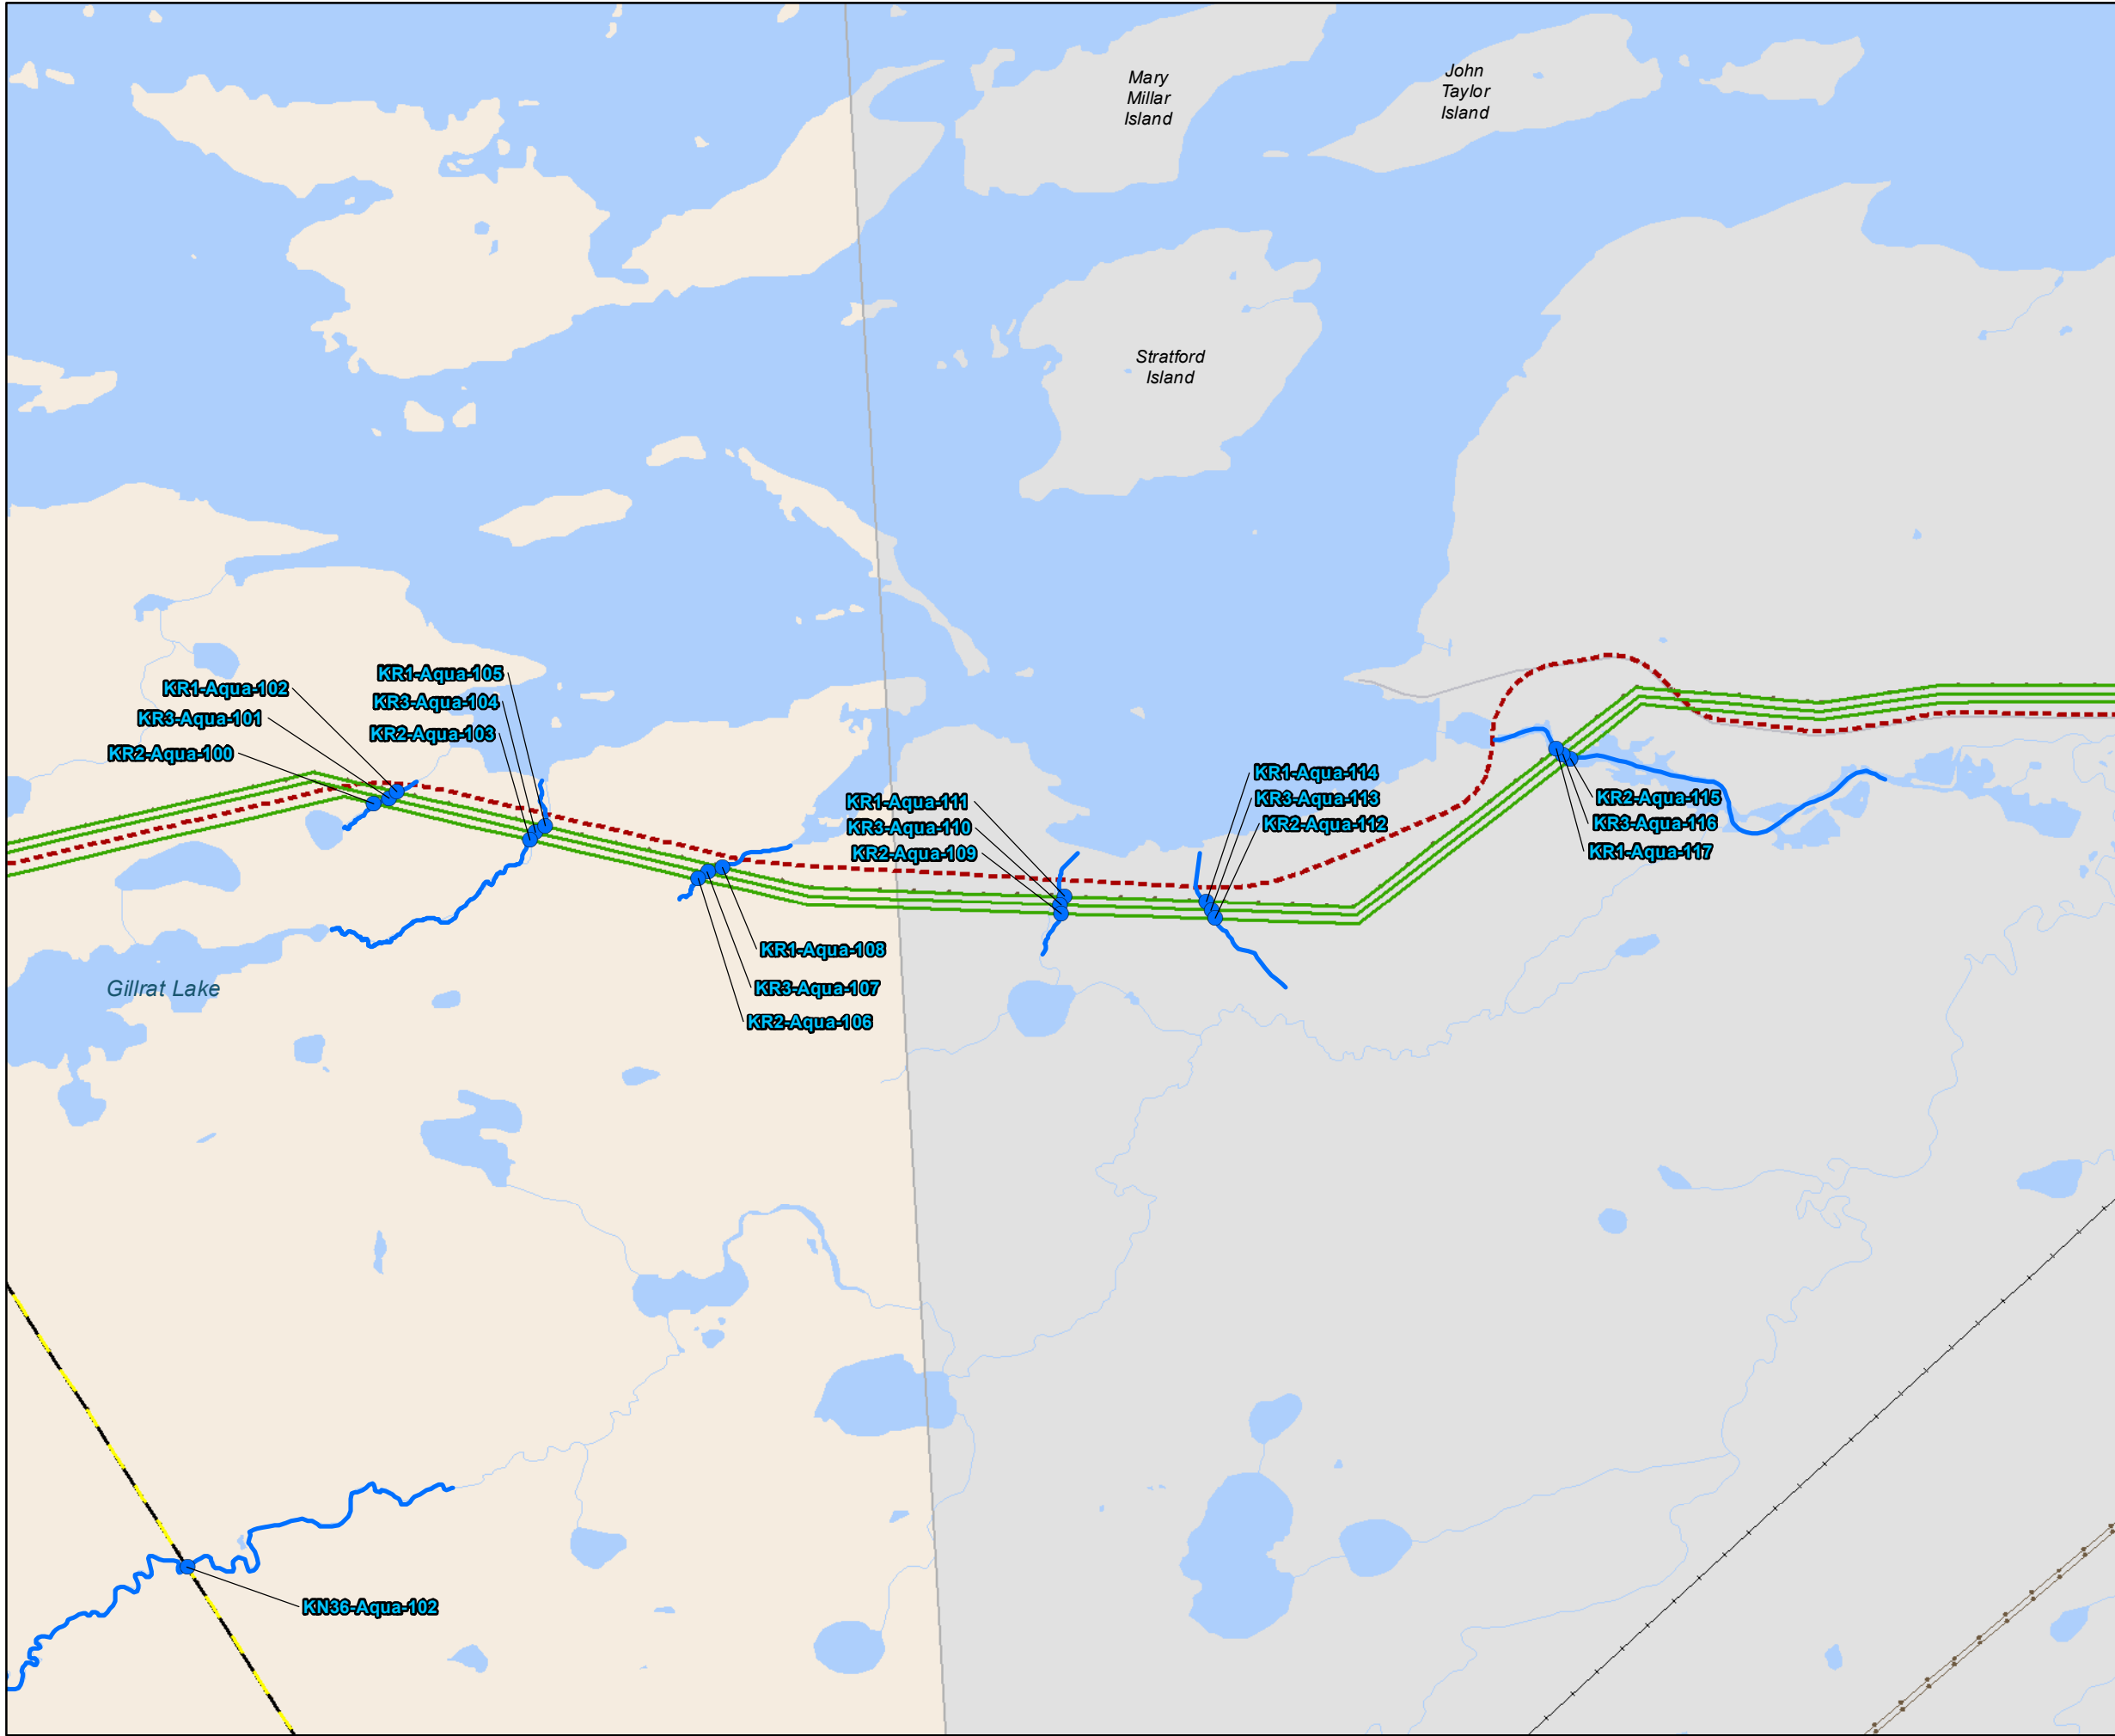 Mary
Millar
Island
John
Taylor
Island
Stratford
Island
KR1-Aqua-105
KR1-Aqua-102
KR3-Aqua-104
KR3-Aqua-101
KR2-Aqua-103
KR2-Aqua-100
KR1-Aqua-114
KR1-Aqua-111
KR3-Aqua-113
KR2-Aqua-115
KR3-Aqua-110
KR2-Aqua-112
KR3-Aqua-116
KR2-Aqua-109
KR1-Aqua-117
KR1-Aqua-108
KR3-Aqua-107
Gillrat Lake
KR2-Aqua-106
KN36-Aqua-102